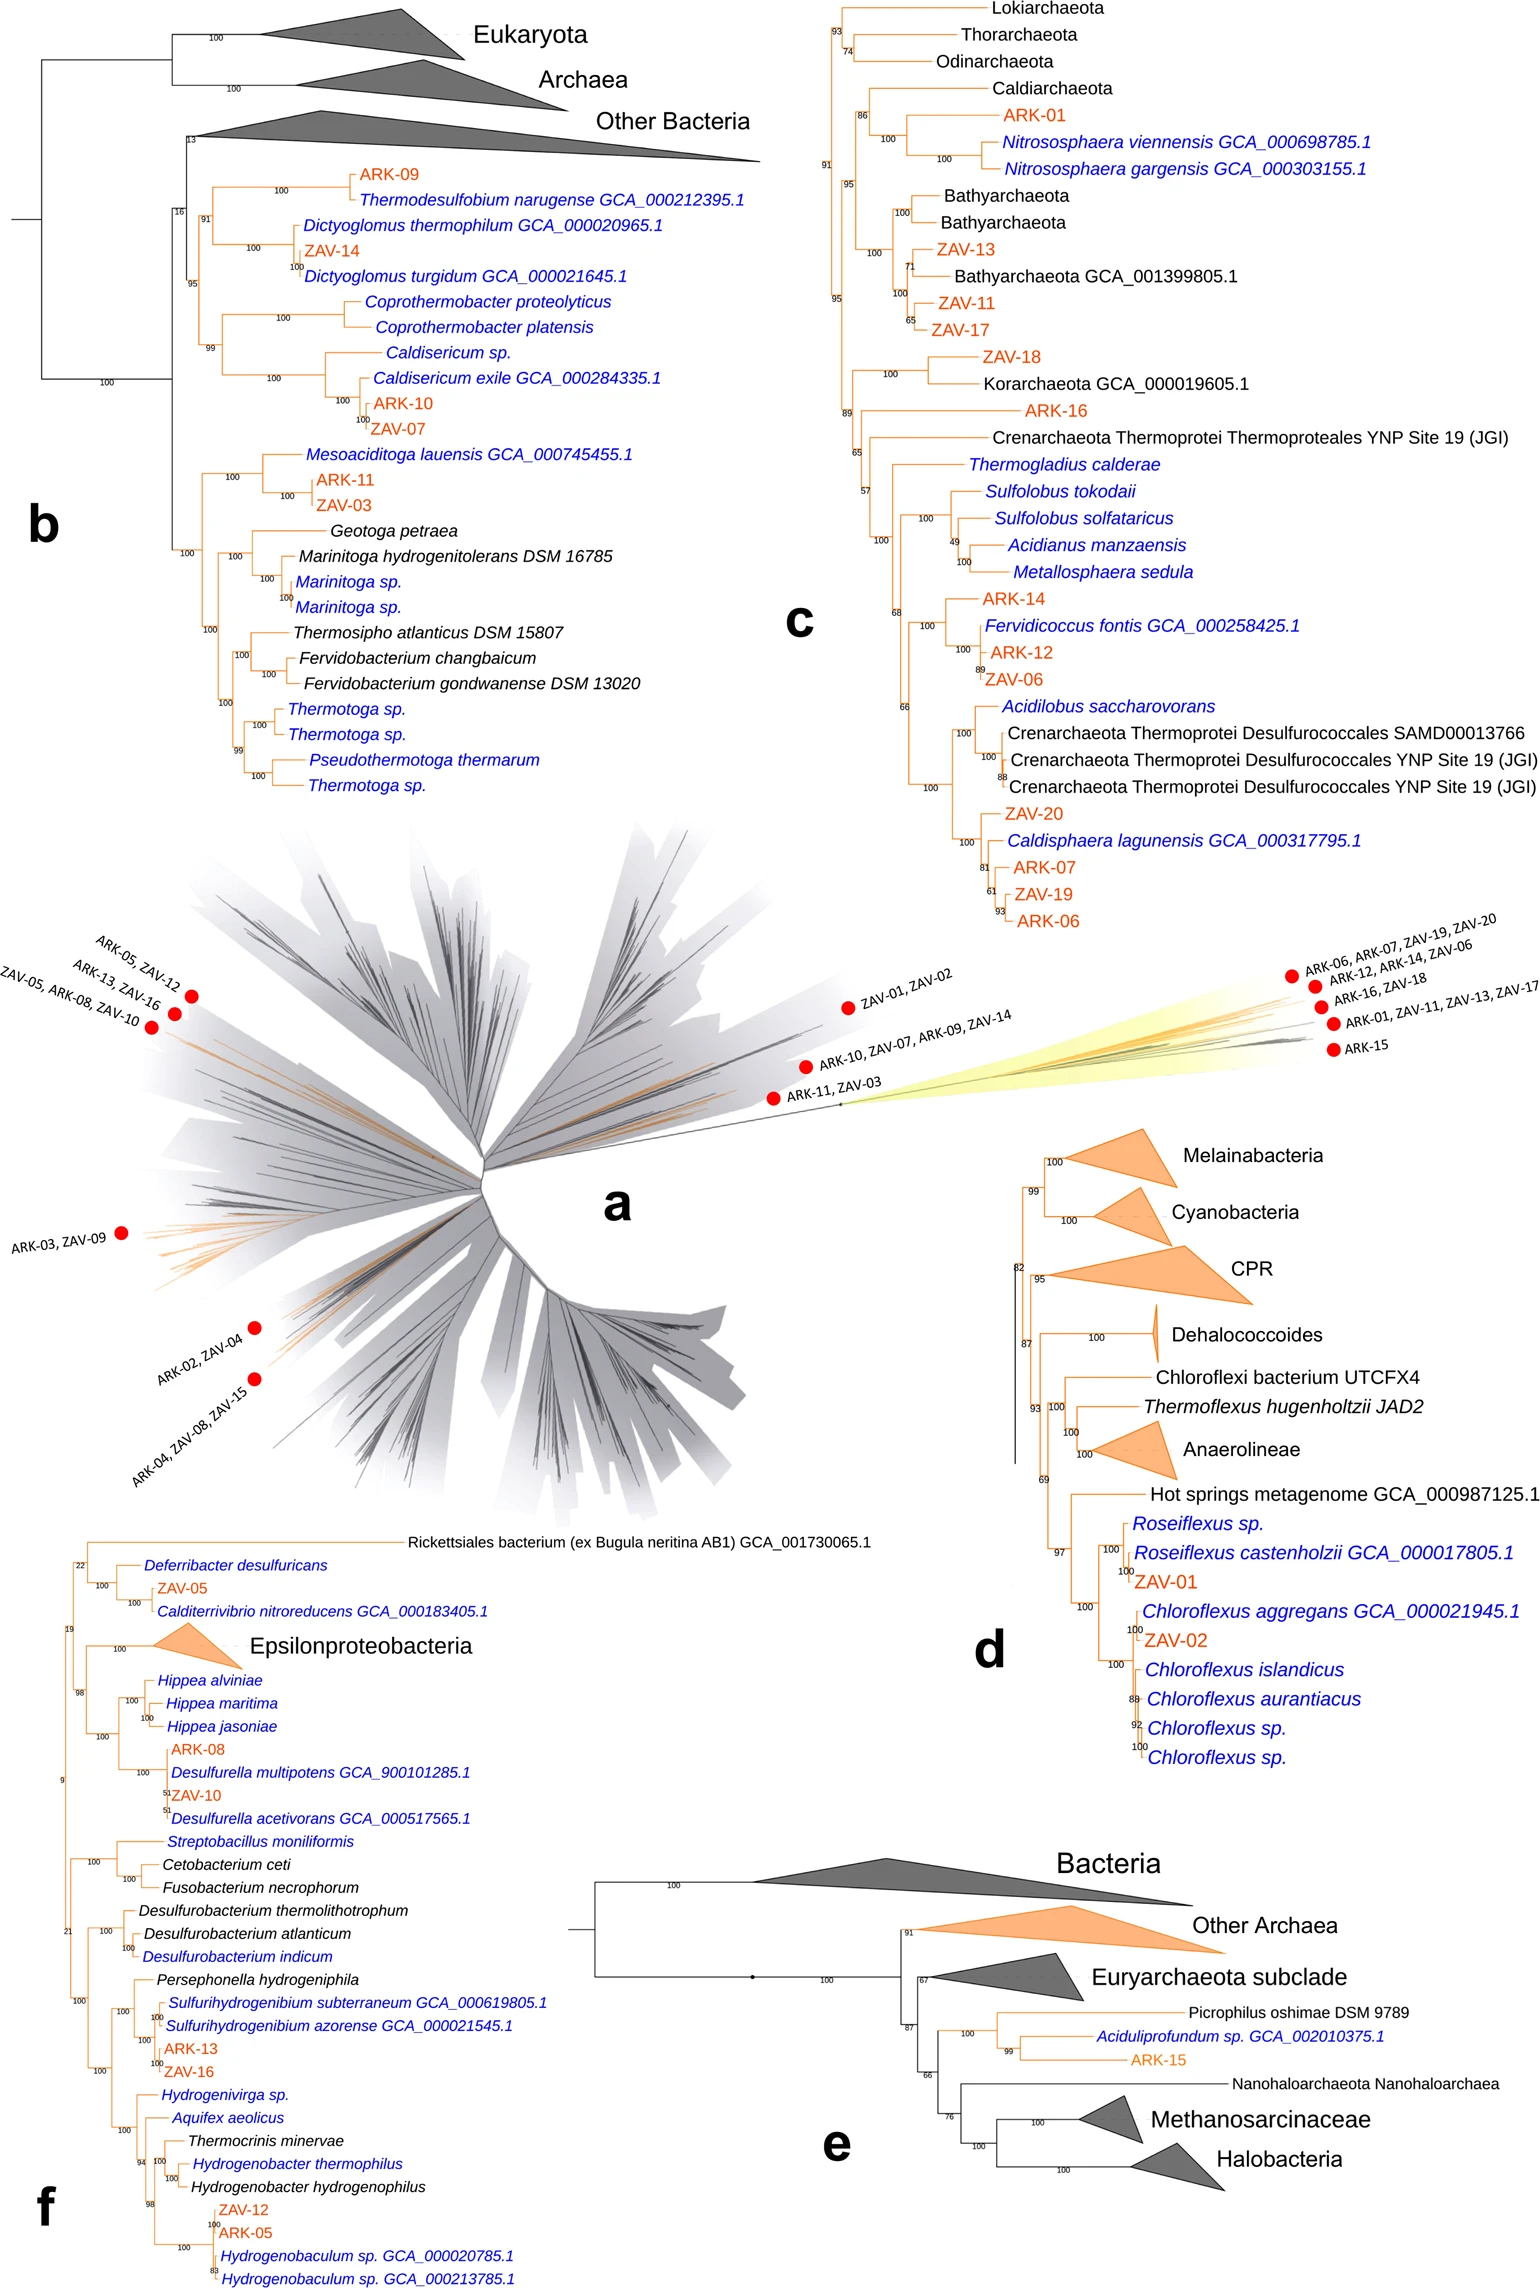 Eukaryota
100
Archaea
100
Other Bacteria
13
ARK-09
100
Thermodesulfobium narugense GCA_000212395.1
16
91
Dictyoglomus thermophilum GCA_000020965.1
100
ZAV-14
100
Dictyoglomus turgidum GCA_000021645.1
95
Coprothermobacter proteolyticus
100
Coprothermobacter platensis
99
Caldisericum sp.
100
Caldisericum exile GCA_000284335.1
100
100
ARK-10
100
ZAV-07
Mesoaciditoga lauensis GCA_000745455.1
100
ARK-11
100
ZAV-03
b
Geotoga petraea
100
100
Marinitoga hydrogenitolerans DSM 16785
100
Marinitoga sp.
100
Marinitoga sp.
100
Thermosipho atlanticus DSM 15807
100
Fervidobacterium changbaicum
100
Fervidobacterium gondwanense DSM 13020
100
Thermotoga sp.
100
Thermotoga sp.
99
Pseudothermotoga thermarum
100
Thermotoga sp.
Lokiarchaeota
93
Thorarchaeota
74
Odinarchaeota
Caldiarchaeota
86
ARK-01
100
Nitrososphaera viennensis GCA_000698785.1
100
91
Nitrososphaera gargensis GCA_000303155.1
95
Bathyarchaeota
100
Bathyarchaeota
100
ZAV-13
71
Bathyarchaeota GCA_001399805.1
100
95
ZAV-11
65
ZAV-17
ZAV-18
100
Korarchaeota GCA_000019605.1
89
ARK-16
Crenarchaeota Thermoprotei Thermoproteales YNP Site 19 (JGI)
65
Thermogladius calderae
57
Sulfolobus tokodaii
100
Sulfolobus solfataricus
100
49
Acidianus manzaensis
100
Metallosphaera sedula
68
ARK-14
c
100
Fervidicoccus fontis GCA_000258425.1
100
ARK-12
89
ZAV-06
66
Acidilobus saccharovorans
100
Crenarchaeota Thermoprotei Desulfurococcales SAMD00013766
100
Crenarchaeota Thermoprotei Desulfurococcales YNP Site 19 (JGI)
88
Crenarchaeota Thermoprotei Desulfurococcales YNP Site 19 (JGI)
100
ZAV-20
100
Caldisphaera lagunensis GCA_000317795.1
81
ARK-07
61
ZAV-19
93
ARK-06
ARK-05, ZAV-12
ARK-13, ZAV-16
ZAV-05, ARK-08, ZAV-10
ZAV-01, ZAV-02
ARK-10, ZAV-07, ARK-09, ZAV-14
ARK-11, ZAV-03
ARK-06, ARK-07, ZAV-19, ZAV-20
ARK-12, ARK-14, ZAV-06
ARK-16, ZAV-18
ARK-01, ZAV-11, ZAV-13, ZAV-17
ARK-15
a
ARK-03, ZAV-09
ARK-02, ZAV-04
ARK-04, ZAV-08, ZAV-15
Melainabacteria
100
99
Cyanobacteria
100
82
CPR
95
Dehalococcoides
100
87
Chloroflexi bacterium UTCFX4
93
100
Thermoflexus hugenholtzii JAD2
100
Anaerolineae
100
69
Hot springs metagenome GCA_000987125.1
Roseiflexus sp.
97
100
Roseiflexus castenholzii GCA_000017805.1
100
ZAV-01
100
Chloroflexus aggregans GCA_000021945.1
100
ZAV-02
d
100
Chloroflexus islandicus
88
Chloroflexus aurantiacus
92
Chloroflexus sp.
100
Chloroflexus sp.
Rickettsiales bacterium (ex Bugula neritina AB1) GCA_001730065.1
22
Deferribacter desulfuricans
100
ZAV-05
100
Calditerrivibrio nitroreducens GCA_000183405.1
19
Epsilonproteobacteria
100
Hippea alviniae
98
100
Hippea maritima
100
Hippea jasoniae
100
ARK-08
100
Desulfurella multipotens GCA_900101285.1
9
51
ZAV-10
51
Desulfurella acetivorans GCA_000517565.1
Streptobacillus moniliformis
100
Cetobacterium ceti
100
Fusobacterium necrophorum
Desulfurobacterium thermolithotrophum
21
100
Desulfurobacterium atlanticum
100
Desulfurobacterium indicum
Persephonella hydrogeniphila
100
100
Sulfurihydrogenibium subterraneum GCA_000619805.1
100
Sulfurihydrogenibium azorense GCA_000021545.1
100
ARK-13
100
ZAV-16
100
Hydrogenivirga sp.
Aquifex aeolicus
100
Thermocrinis minervae
94
100
Hydrogenobacter thermophilus
100
Hydrogenobacter hydrogenophilus
98
ZAV-12
f
100
ARK-05
100
Hydrogenobaculum sp. GCA_000020785.1
83
Hydrogenobaculum sp. GCA_000213785.1
Bacteria
100
Other Archaea
91
Euryarchaeota subclade
100
67
Picrophilus oshimae DSM 9789
87
100
Aciduliprofundum sp. GCA_002010375.1
99
ARK-15
66
Nanohaloarchaeota Nanohaloarchaea
76
Methanosarcinaceae
100
e
100
Halobacteria
100